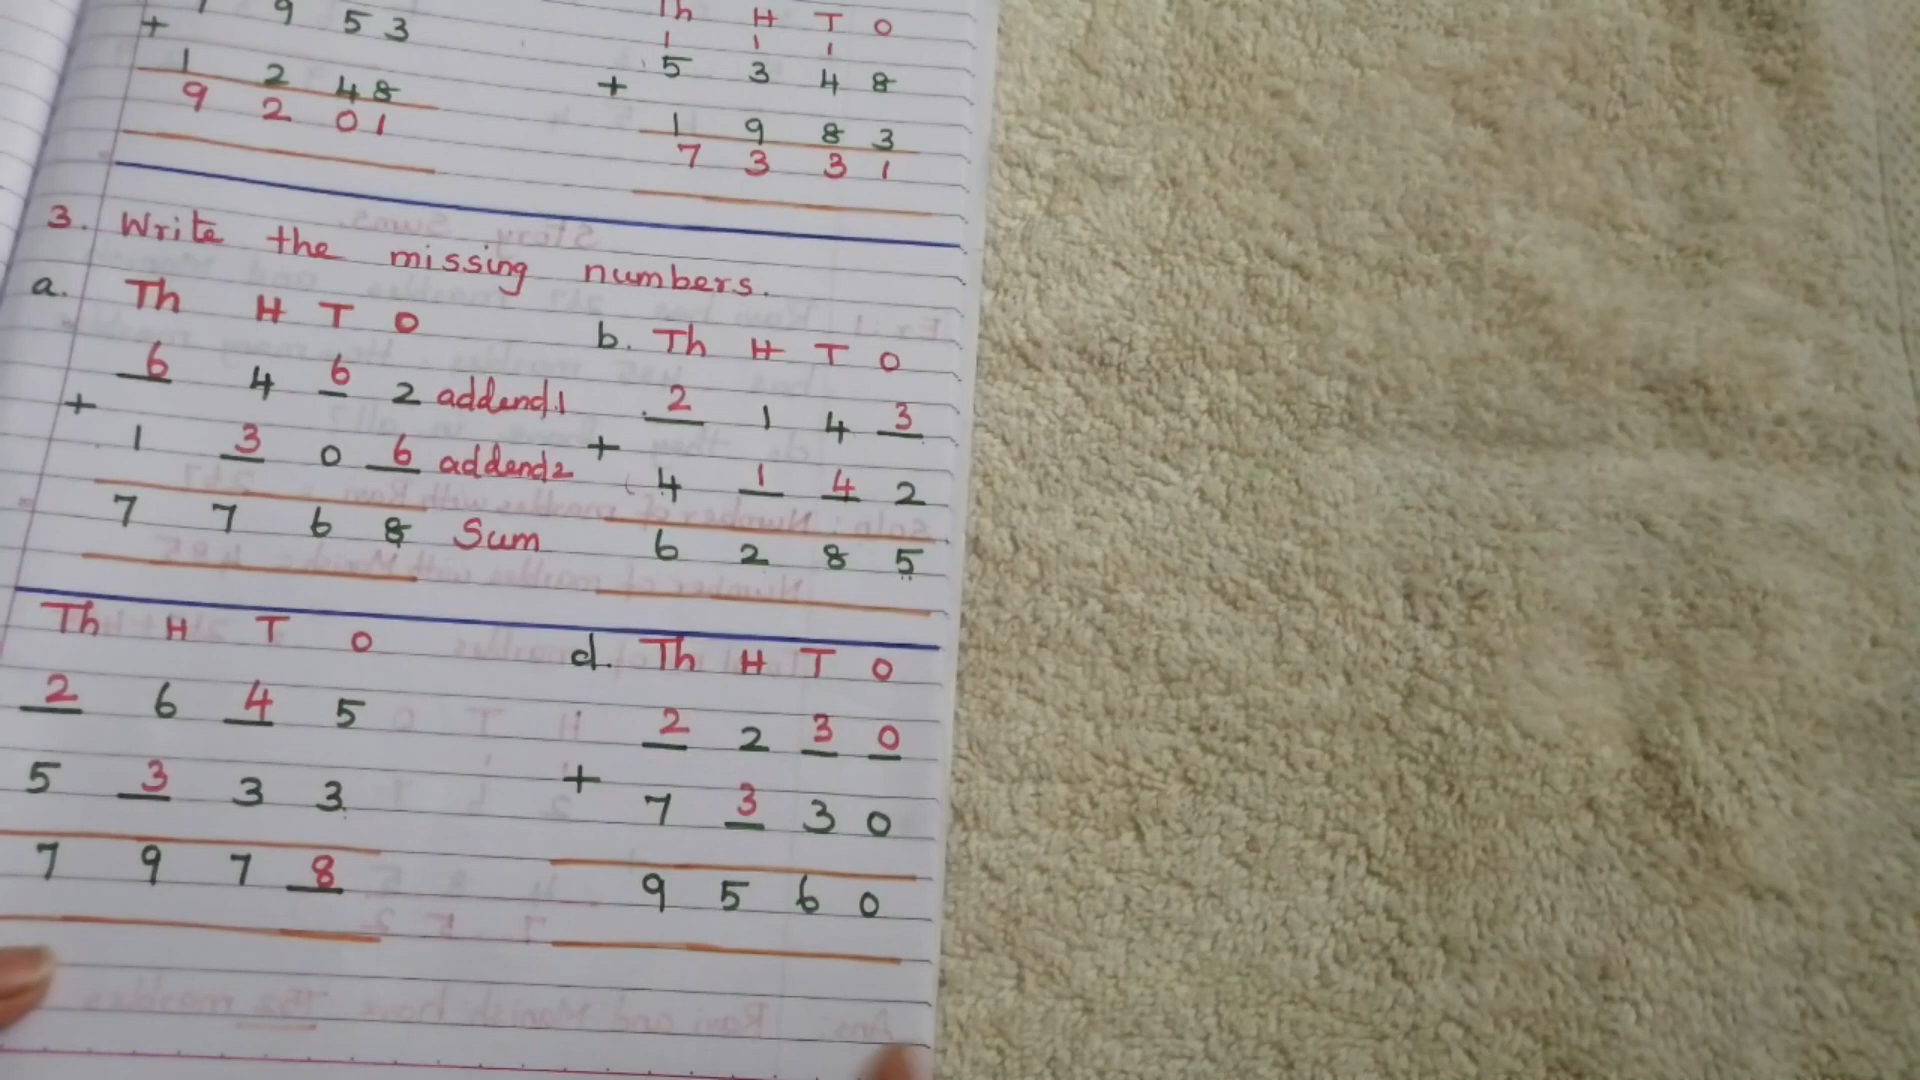 9 5 3 Th H T O
1 1 1
+ 5 3 4 8
1 2 4 8 +
9 2 0 1 1 9 8 3
7 3 3 1
3. Write the missing numbers.
a. Th H T O b. Th H T O
6 4 6 2 addend1 2 1 4 3
+ 1 3 0 6 addend2 + 4 1 4 2
7 7 6 8 Sum 6 2 8 5
Th H T O d. Th H T O
2 6 4 5 2 2 3 0
5 3 3 3 + 7 3 3 0
7 9 7 8 9 5 6 0